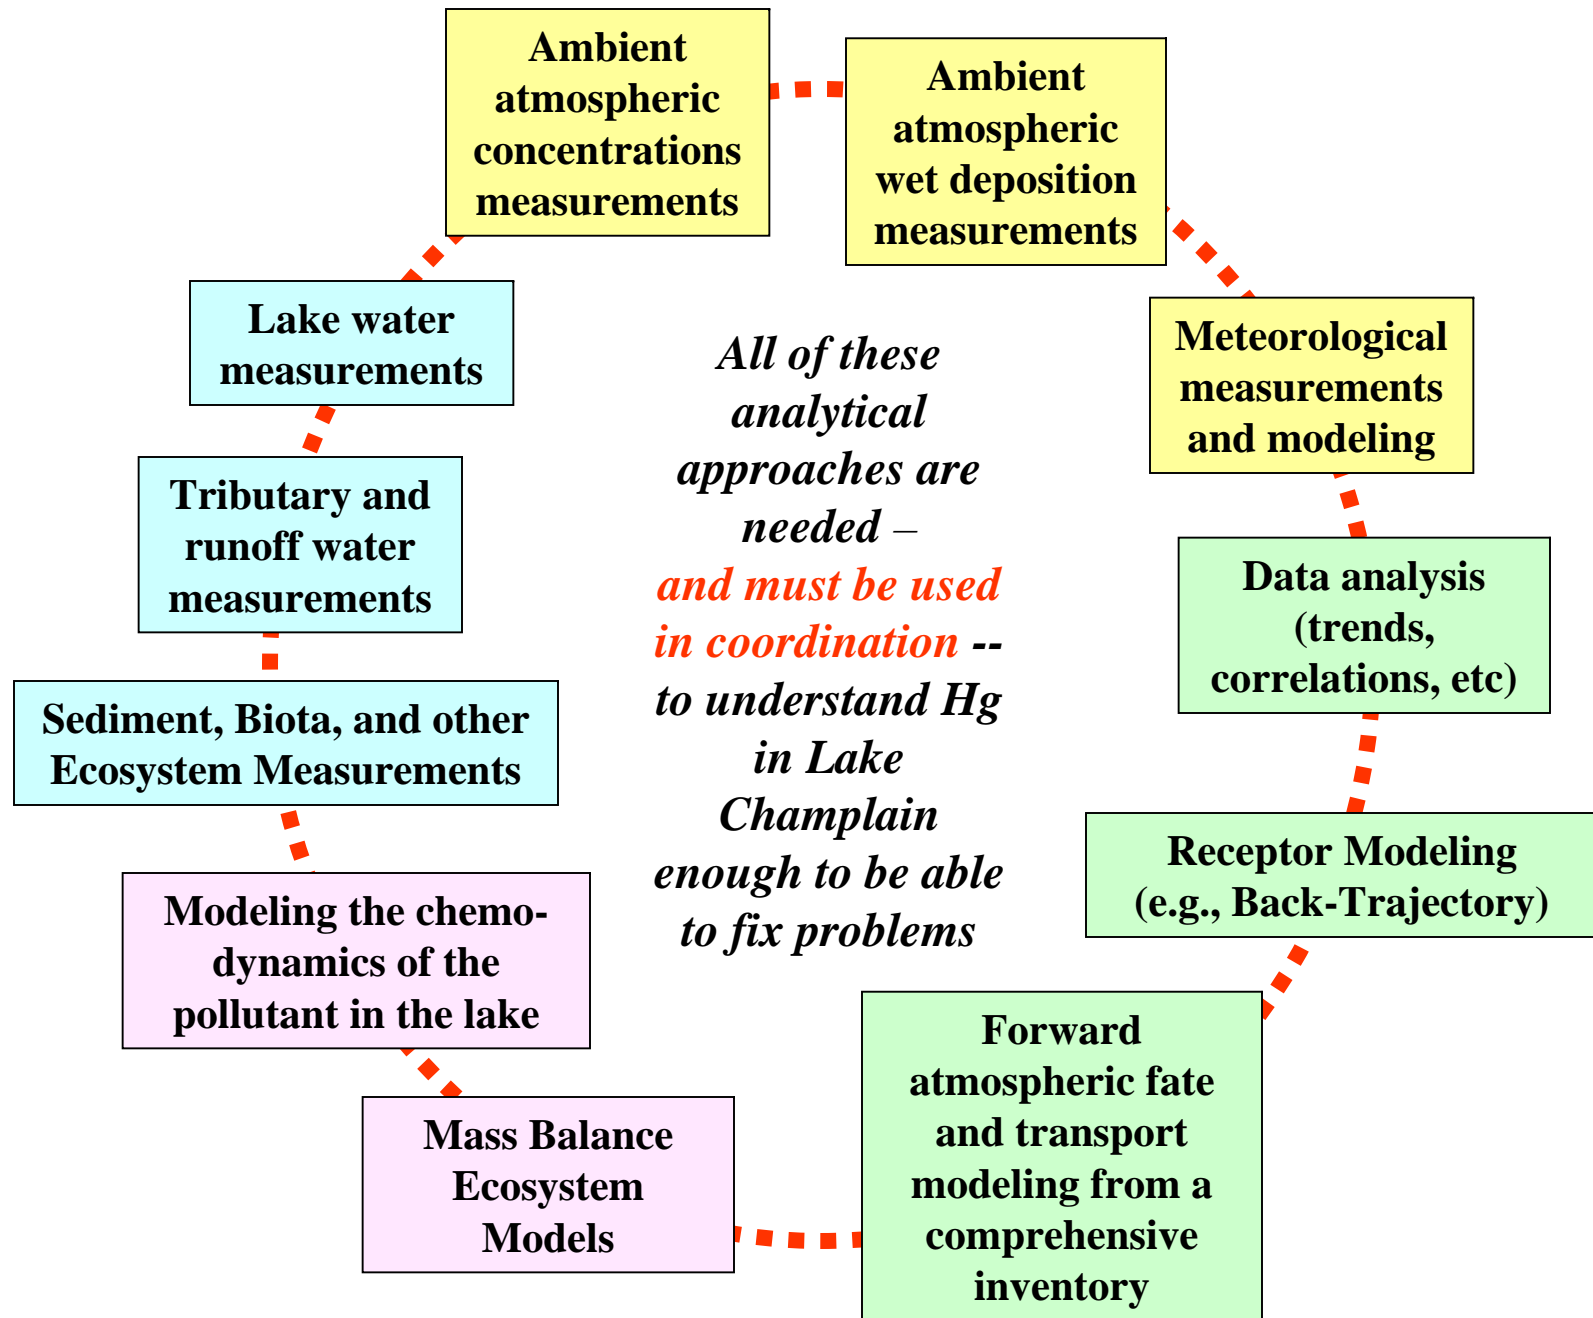 Ambient
atmospheric
concentrations
measurements
Ambient
atmospheric
wet deposition
measurements
Lake water
measurements
Meteorological
measurements
and modeling
All of these
analytical
approaches are
needed –
and must be used
in coordination --
to understand Hg
in Lake
Champlain
enough to be able
to fix problems
Tributary and
runoff water
measurements
Data analysis
(trends,
correlations, etc)
Sediment, Biota, and other
Ecosystem Measurements
Receptor Modeling
(e.g., Back-Trajectory)
Modeling the chemo-
dynamics of the
pollutant in the lake
Forward
atmospheric fate
and transport
modeling from a
comprehensive
inventory
Mass Balance
Ecosystem
Models